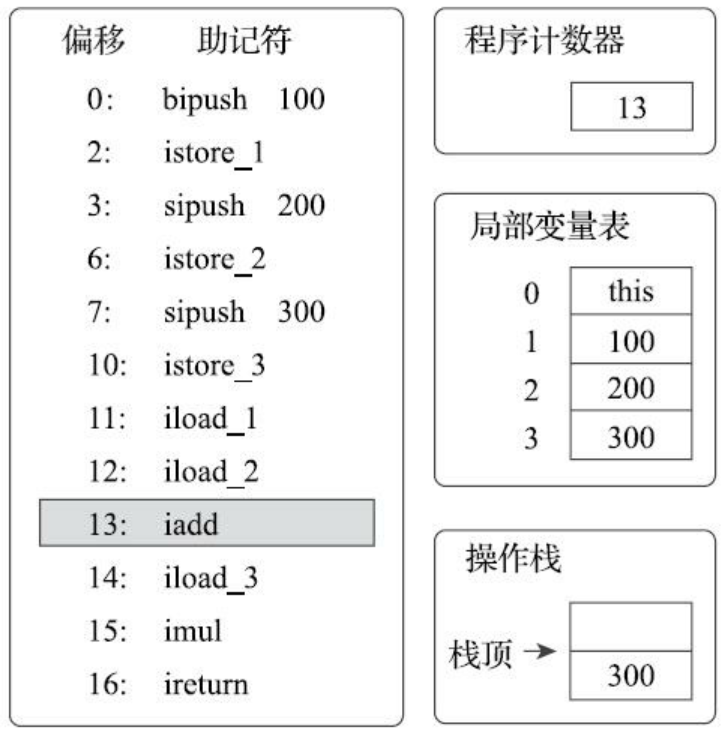 偏移 助记符
0: bipush 100
2: istore_1
3: sipush 200
6: istore_2
7: sipush 300
10: istore_3
11: iload_1
12: iload_2
13: iadd
14: iload_3
15: imul
16: ireturn
程序计数器
13
局部变量表
0 this
1 100
2 200
3 300
操作栈
栈顶
300